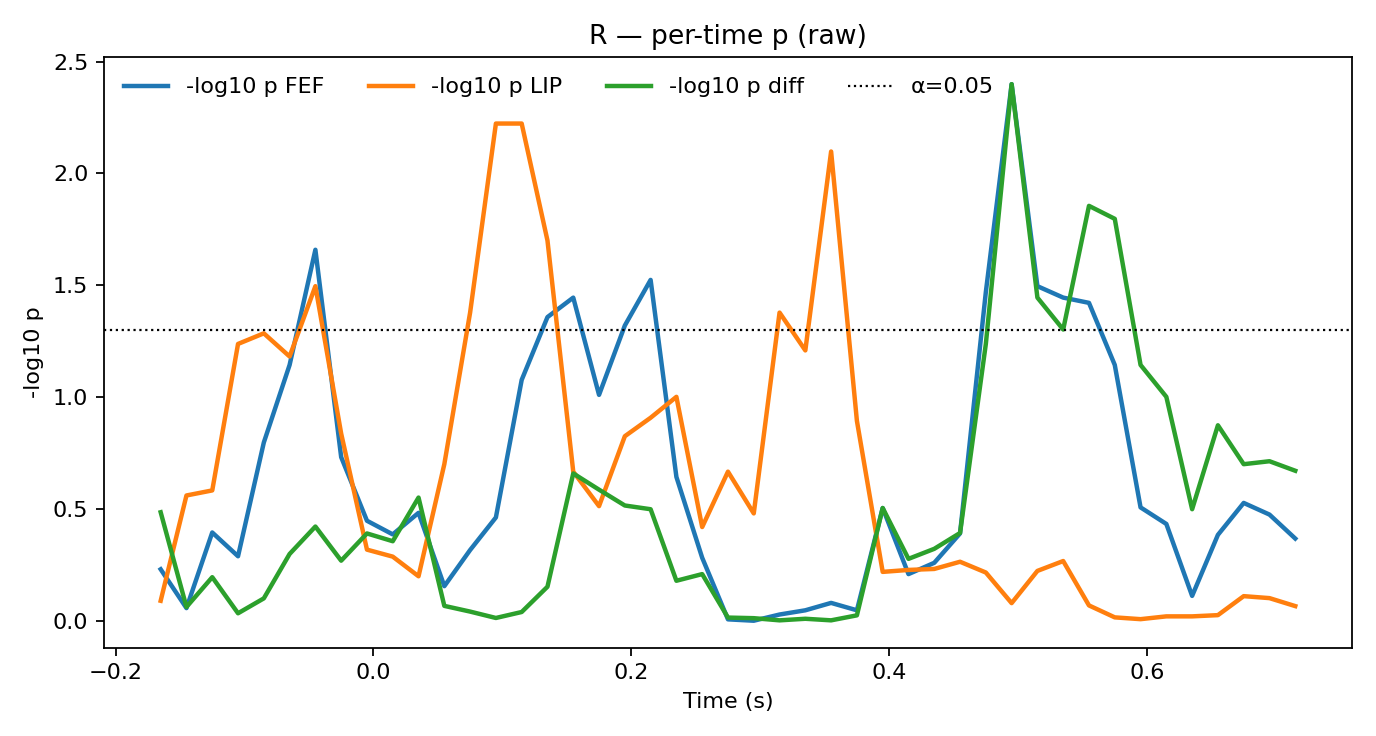 R — per-time p (raw)
-log10 p FEF -log10 p LIP -log10 p diff α=0.05
2.5
2.0
1.5
1.0
0.5
0.0
-log10 p
−0.2 0.0 0.2 0.4 0.6
Time (s)